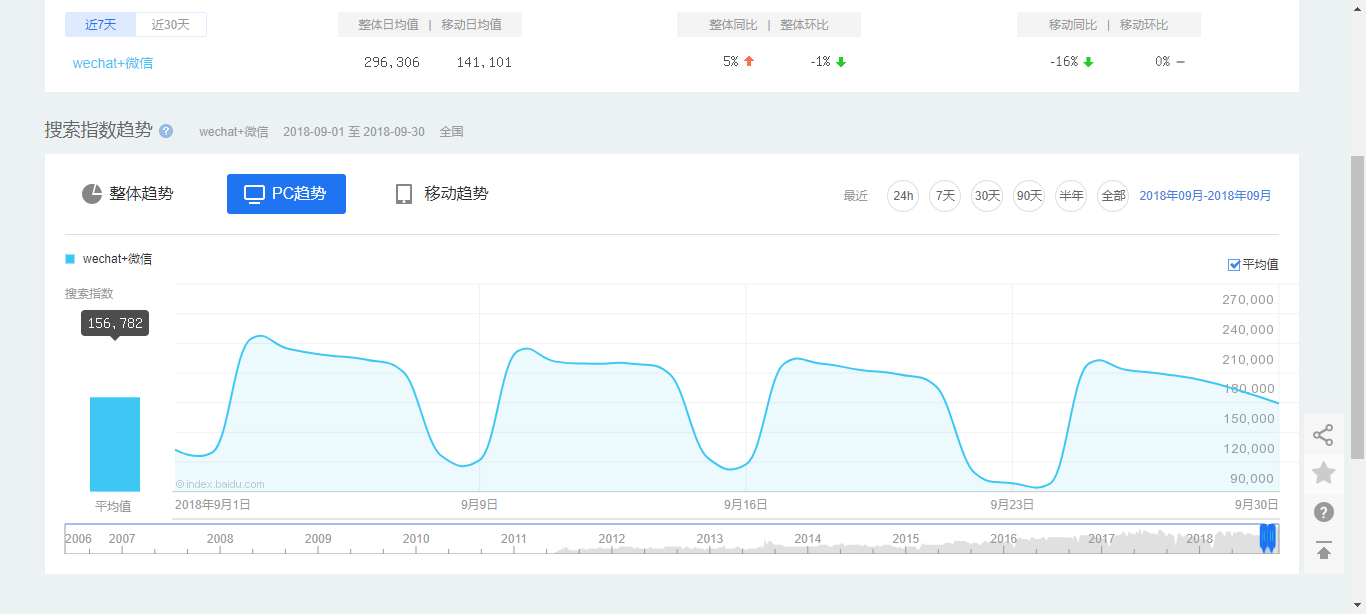 近7天 近30天 整体日均值 | 移动日均值 整体同比 | 整体环比 移动同比 | 移动环比
wechat+微信 296,306 141,101 5% -1% -16% 0% –
搜索指数趋势 ? wechat+微信 2018-09-01 至 2018-09-30 全国
整体趋势 PC趋势 移动趋势 最近 24h 7天 30天 90天 半年 全部 2018年09月-2018年09月
wechat+微信 平均值
搜索指数
156,782
270,000
240,000
210,000
180,000
150,000
120,000
90,000
©index.baidu.com
平均值 2018年9月1日 9月9日 9月16日 9月23日 9月30日
2006 2007 2008 2009 2010 2011 2012 2013 2014 2015 2016 2017 2018
?